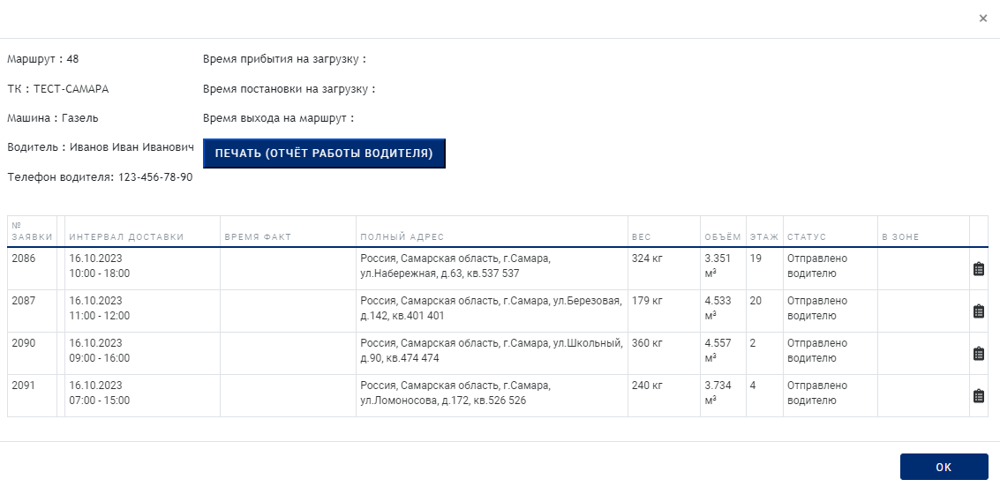 ×
Маршрут : 48
Время прибытия на загрузку :
ТК : ТЕСТ-САМАРА
Время постановки на загрузку :
Машина : Газель
Время выхода на маршрут :
Водитель : Иванов Иван Иванович
ПЕЧАТЬ (ОТЧЁТ РАБОТЫ ВОДИТЕЛЯ)
Телефон водителя: 123-456-78-90
№
ЗАЯВКИ ИНТЕРВАЛ ДОСТАВКИ ВРЕМЯ ФАКТ ПОЛНЫЙ АДРЕС ВЕС ОБЪЁМ ЭТАЖ СТАТУС В ЗОНЕ
2086 16.10.2023 Россия, Самарская область, г.Самара, 324 кг 3.351 19 Отправлено
10:00 - 18:00 ул.Набережная, д.63, кв.537 537 м³ водителю
2087 16.10.2023 Россия, Самарская область, г.Самара, ул.Березовая, 179 кг 4.533 20 Отправлено
11:00 - 12:00 д.142, кв.401 401 м³ водителю
2090 16.10.2023 Россия, Самарская область, г.Самара, ул.Школьный, 360 кг 4.557 2 Отправлено
09:00 - 16:00 д.90, кв.474 474 м³ водителю
2091 16.10.2023 Россия, Самарская область, г.Самара, 240 кг 3.734 4 Отправлено
07:00 - 15:00 ул.Ломоносова, д.172, кв.526 526 м³ водителю
OK